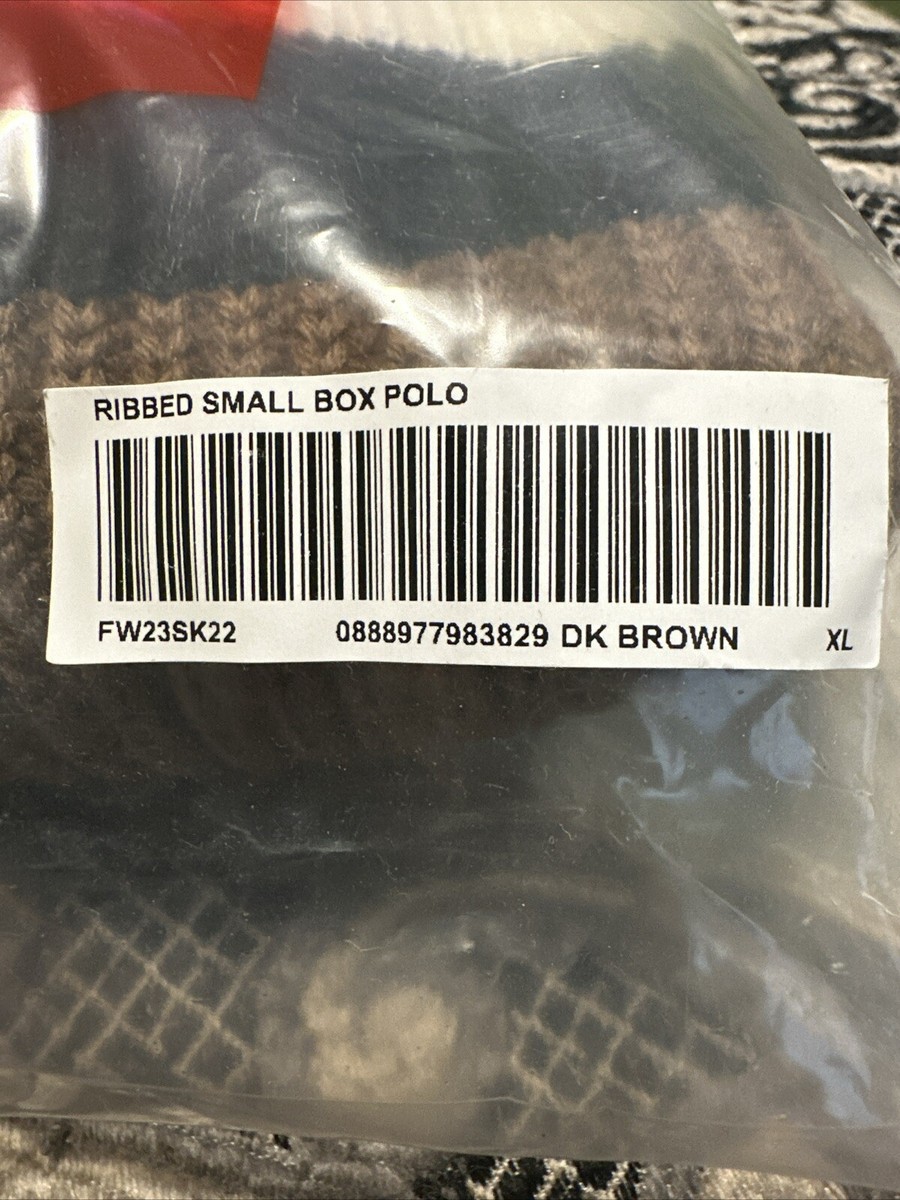 RIBBED SMALL BOX POLO
FW23SK22 0888977983829 DK BROWN XL